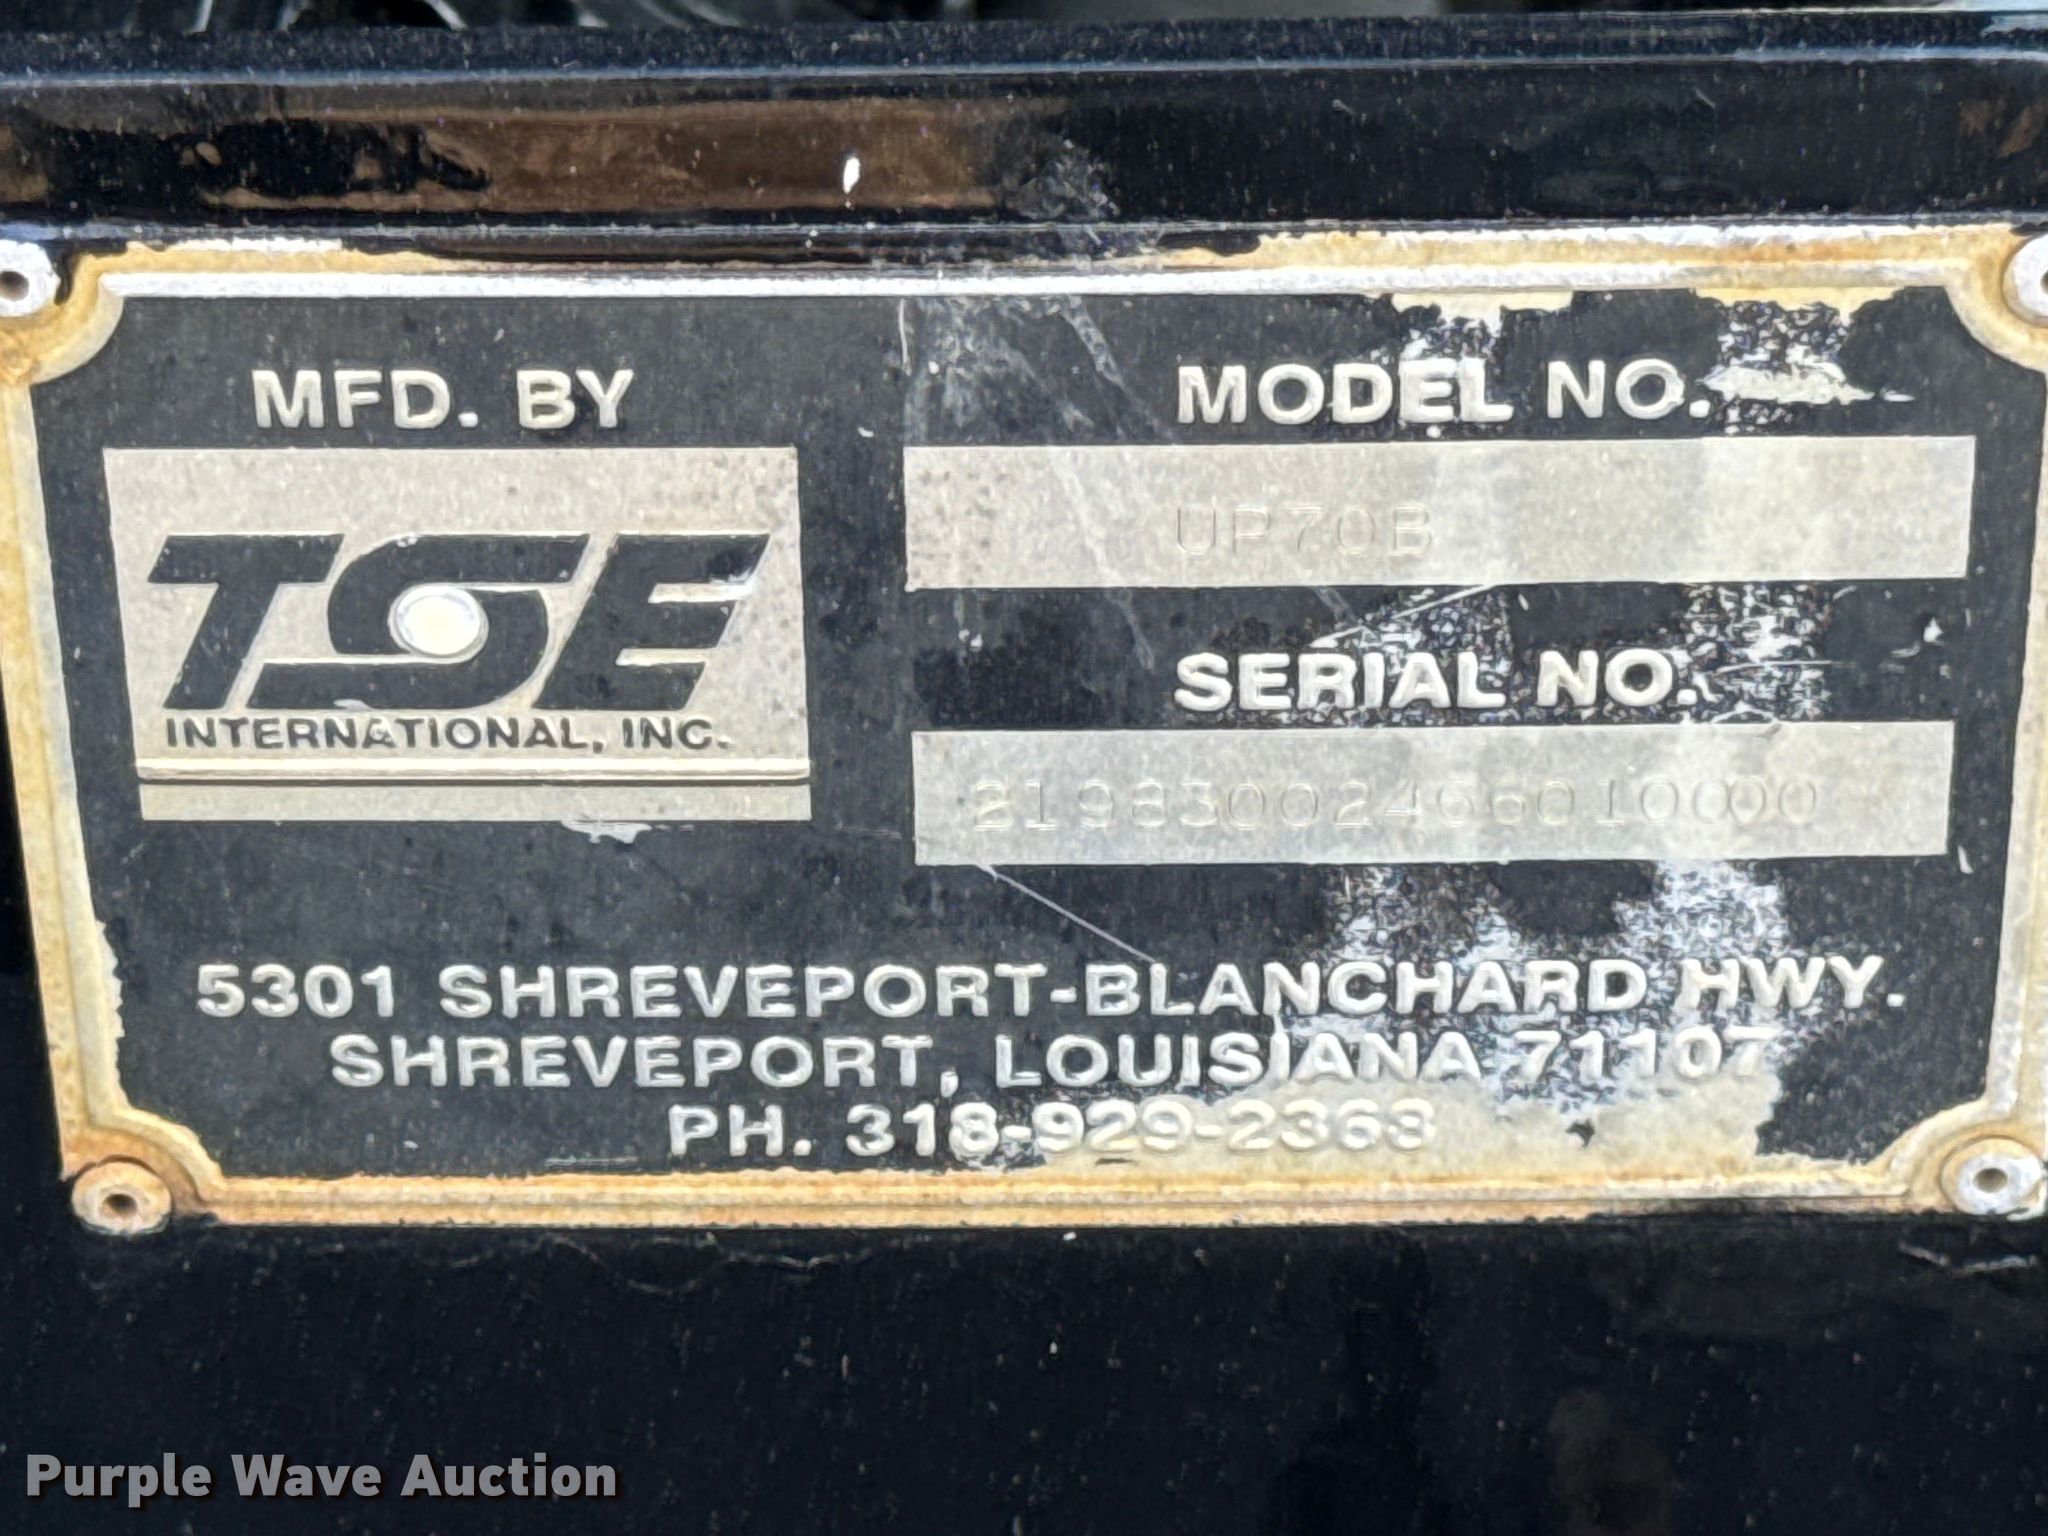 MFD. BY
TSE
INTERNATIONAL, INC.
MODEL NO.
UP70B
SERIAL NO.
5301 SHREVEPORT-BLANCHARD HWY.
SHREVEPORT, LOUISIANA 71107
PH. 318-929-2368
Purple Wave Auction